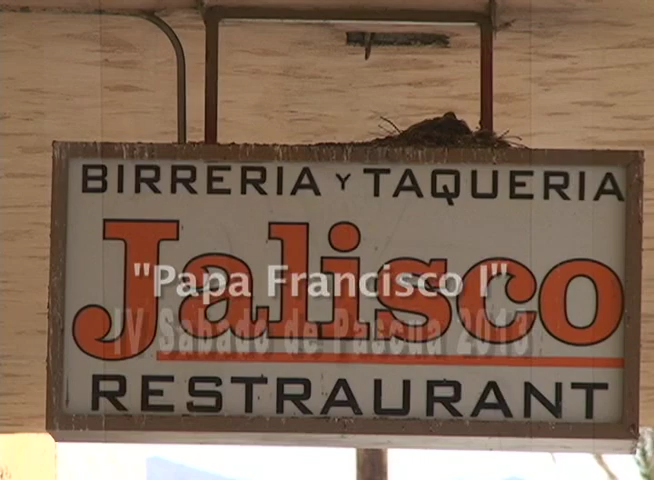 BIRRERIA Y TAQUERIA
Jalisco
"Papa Francisco I"
IV Sabado de Pascua 2013
RESTRAURANT